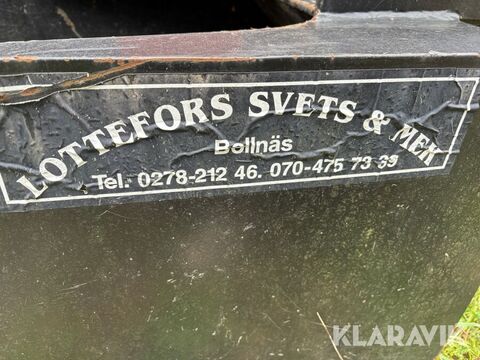 LOTTEFORS SVETS & MEK
Bollnäs
Tel. 0278-212 46. 070-475 73 39
KLARAVIK